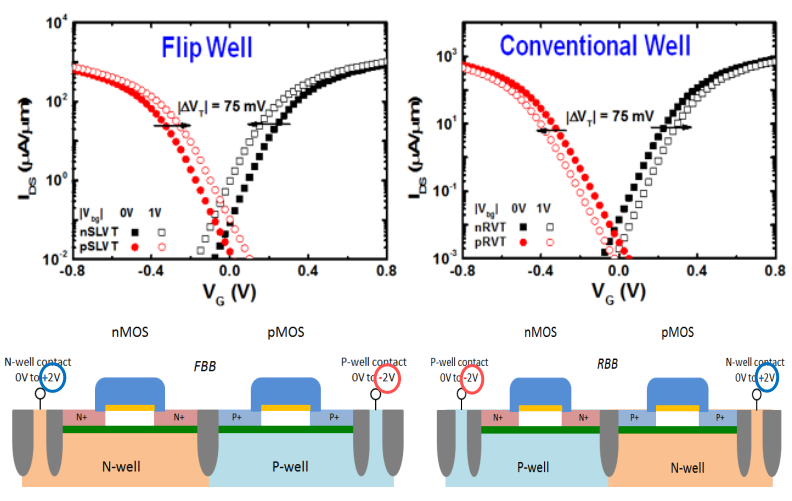 Flip Well
|ΔV_T| = 75 mV
|V_bg| 0V 1V
nSLVT
pSLVT
10^4
10^2
10^0
10^-2
I_DS (μA/μm)
-0.8 -0.4 0.0 0.4 0.8
V_G (V)
Conventional Well
|ΔV_T| = 75 mV
|V_bg| 0V 1V
nRVT
pRVT
10^3
10^1
10^-1
10^-3
I_DS (μA/μm)
-0.8 -0.4 0.0 0.4 0.8
V_G (V)
nMOS pMOS
N-well contact
0V to +2V
FBB
P-well contact
0V to -2V
N+ N+ P+ P+
N-well P-well
nMOS pMOS
P-well contact
0V to -2V
RBB
N-well contact
0V to +2V
N+ N+ P+ P+
P-well N-well